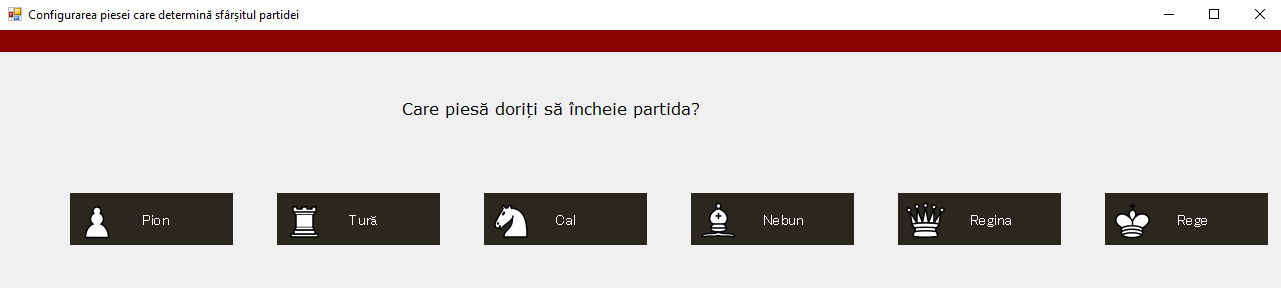 Configurarea piesei care determină sfârșitul partidei
Care piesă doriți să încheie partida?
Pion Tură Cal Nebun Regina Rege